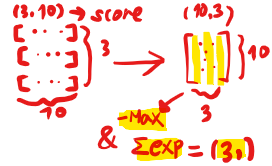 (3, 10) → score (10,3)
[ . . . ]
[ . . . ] 3 → [ ] 10
[ . . . ]
10 3
-Max
& Σexp = (3,)